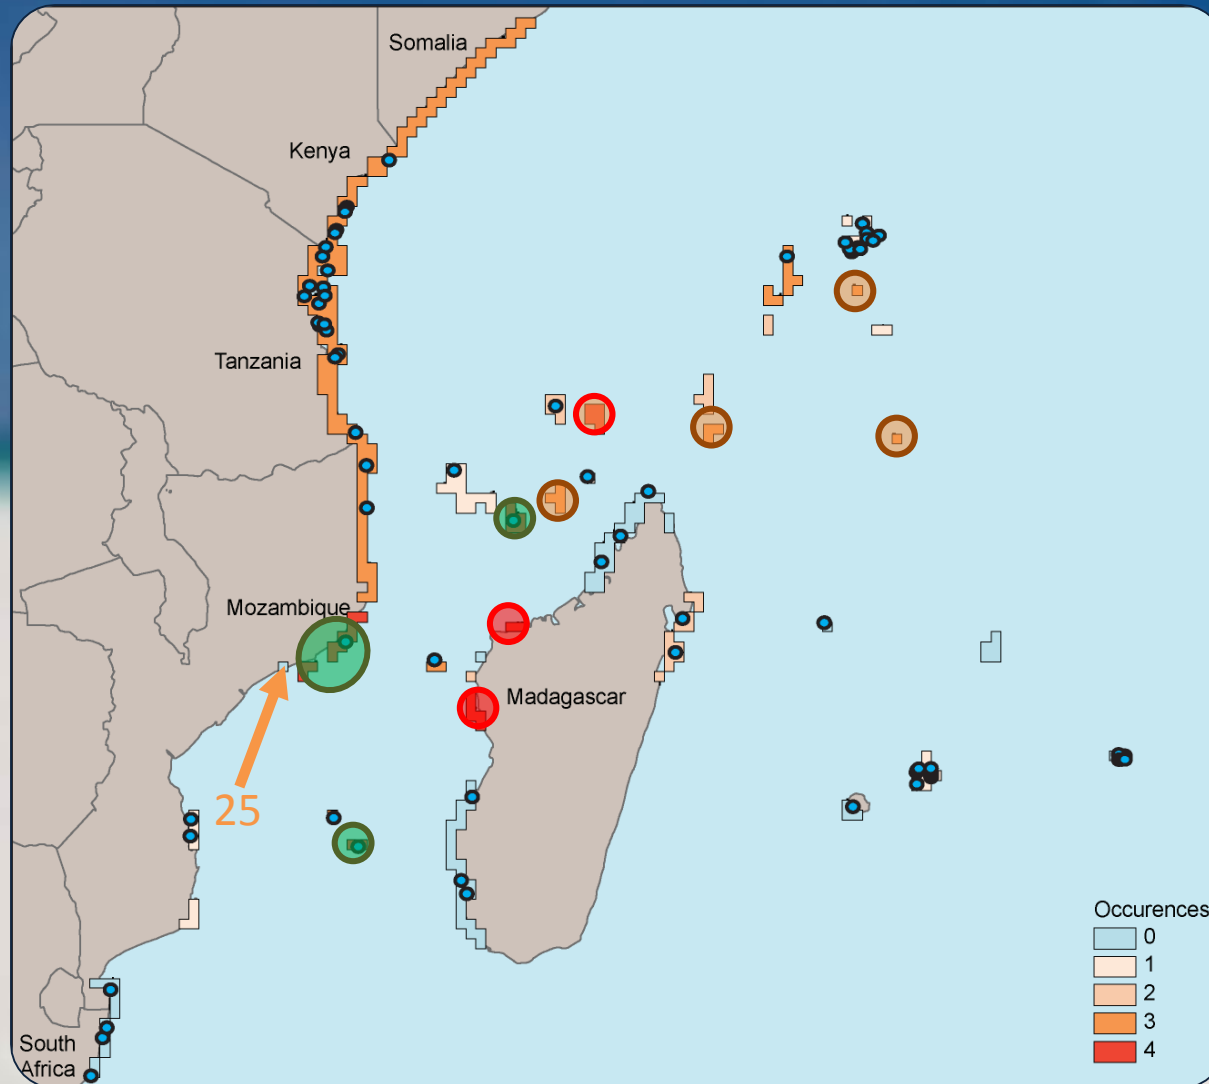 Somalia
Kenya
Tanzania
Mozambique
Madagascar
25
Occurences
0
1
2
3
4
South
Africa